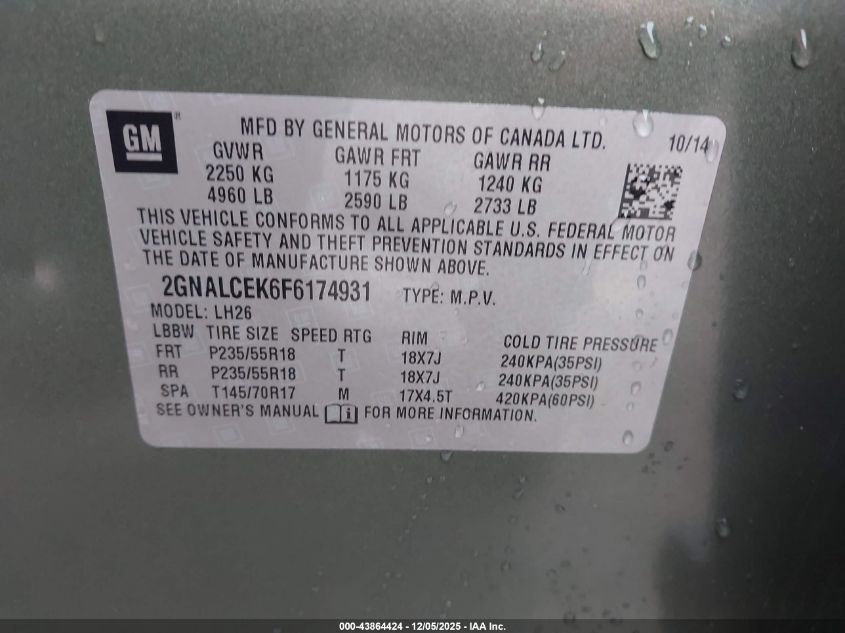 GM
MFD BY GENERAL MOTORS OF CANADA LTD. 10/14
GVWR GAWR FRT GAWR RR
2250 KG 1175 KG 1240 KG
4960 LB 2590 LB 2733 LB
THIS VEHICLE CONFORMS TO ALL APPLICABLE U.S. FEDERAL MOTOR
VEHICLE SAFETY AND THEFT PREVENTION STANDARDS IN EFFECT ON
THE DATE OF MANUFACTURE SHOWN ABOVE.
2GNALCEK6F6174931 TYPE: M.P.V.
MODEL: LH26
LBBW TIRE SIZE SPEED RTG RIM COLD TIRE PRESSURE
FRT P235/55R18 T 18X7J 240KPA(35PSI)
RR P235/55R18 T 18X7J 240KPA(35PSI)
SPA T145/70R17 M 17X4.5T 420KPA(60PSI)
SEE OWNER'S MANUAL i FOR MORE INFORMATION.
000-43864424 - 12/05/2025 - IAA Inc.